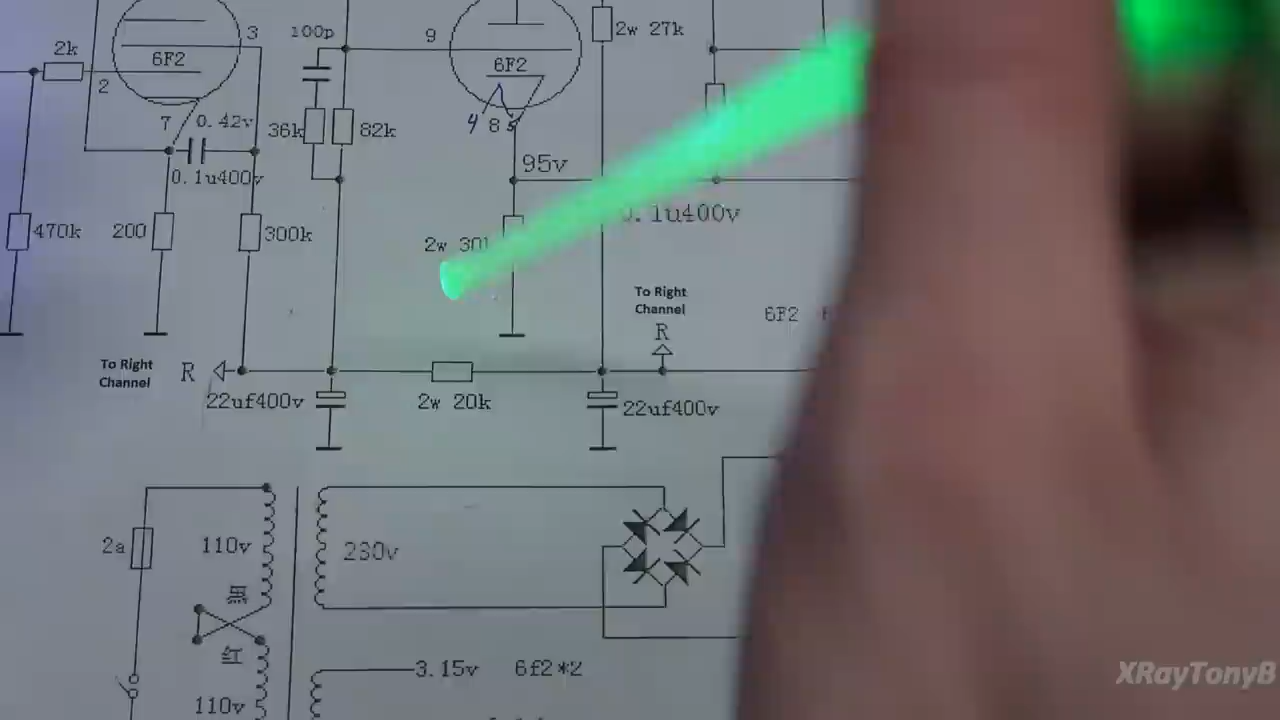 100p
9
2w 27k
3
2k
6F2
6F2
2
4 8
7
0.42v
36k
82k
95v
0.1u400v
0.1u400v
470k
200
300k
2w 30
To Right
Channel
R
6F2
To Right
Channel
R
22uf400v
2w 20k
22uf400v
2a
110v
230v
黑
红
3.15v
6f2*2
110v
XRayTonyB